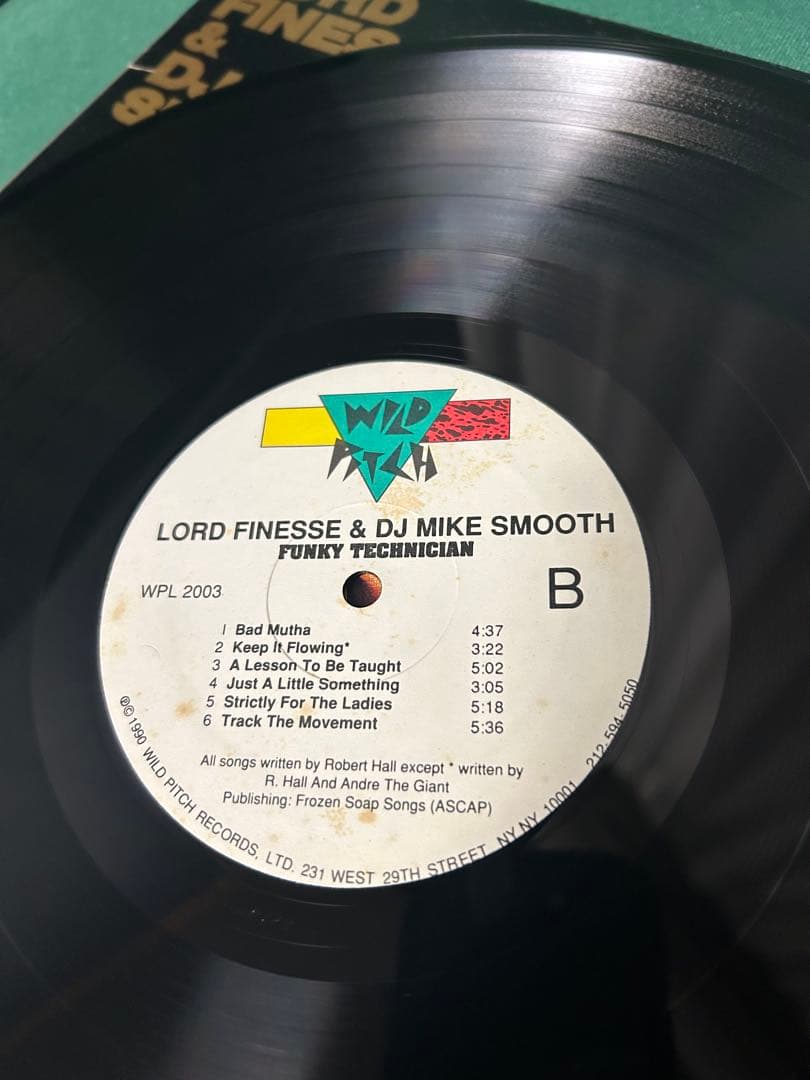 FINES
&
WILD
PITCH
LORD FINESSE & DJ MIKE SMOOTH
FUNKY TECHNICIAN
WPL 2003
B
1 Bad Mutha 4:37
2 Keep It Flowing* 3:22
3 A Lesson To Be Taught 5:02
4 Just A Little Something 3:05
5 Strictly For The Ladies 5:18
6 Track The Movement 5:36
All songs written by Robert Hall except * written by
R. Hall And Andre The Giant
Publishing: Frozen Soap Songs (ASCAP)
℗© 1990 WILD PITCH RECORDS, LTD. 231 WEST 29TH STREET, NY NY, 10001 212-594-5050